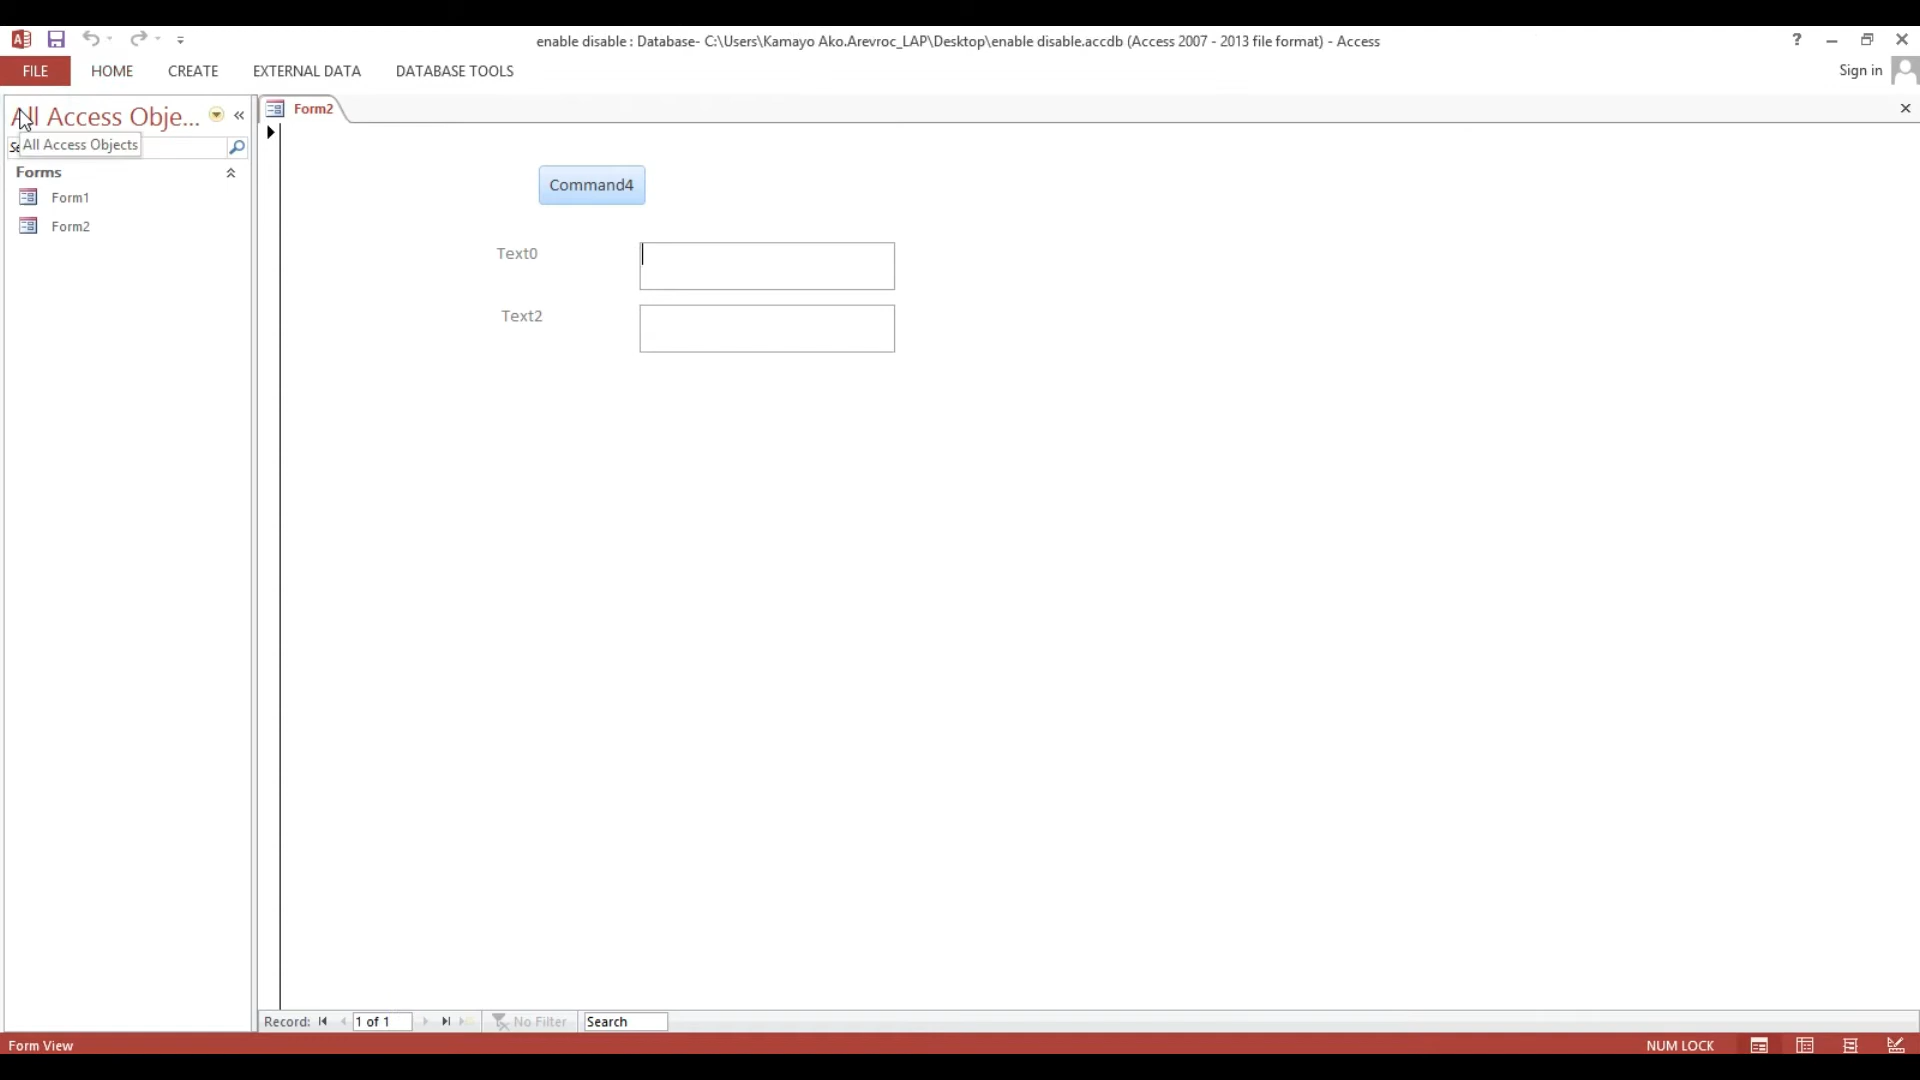 enable disable : Database- C:\Users\Kamayo Ako.Arevroc_LAP\Desktop\enable disable.accdb (Access 2007 - 2013 file format) - Access
?
FILE HOME CREATE EXTERNAL DATA DATABASE TOOLS
Sign in
All Access Obje...
Form2
Se
All Access Objects
Forms
Form1
Form2
Command4
Text0
Text2
Record: 1 of 1 No Filter Search
Form View
NUM LOCK